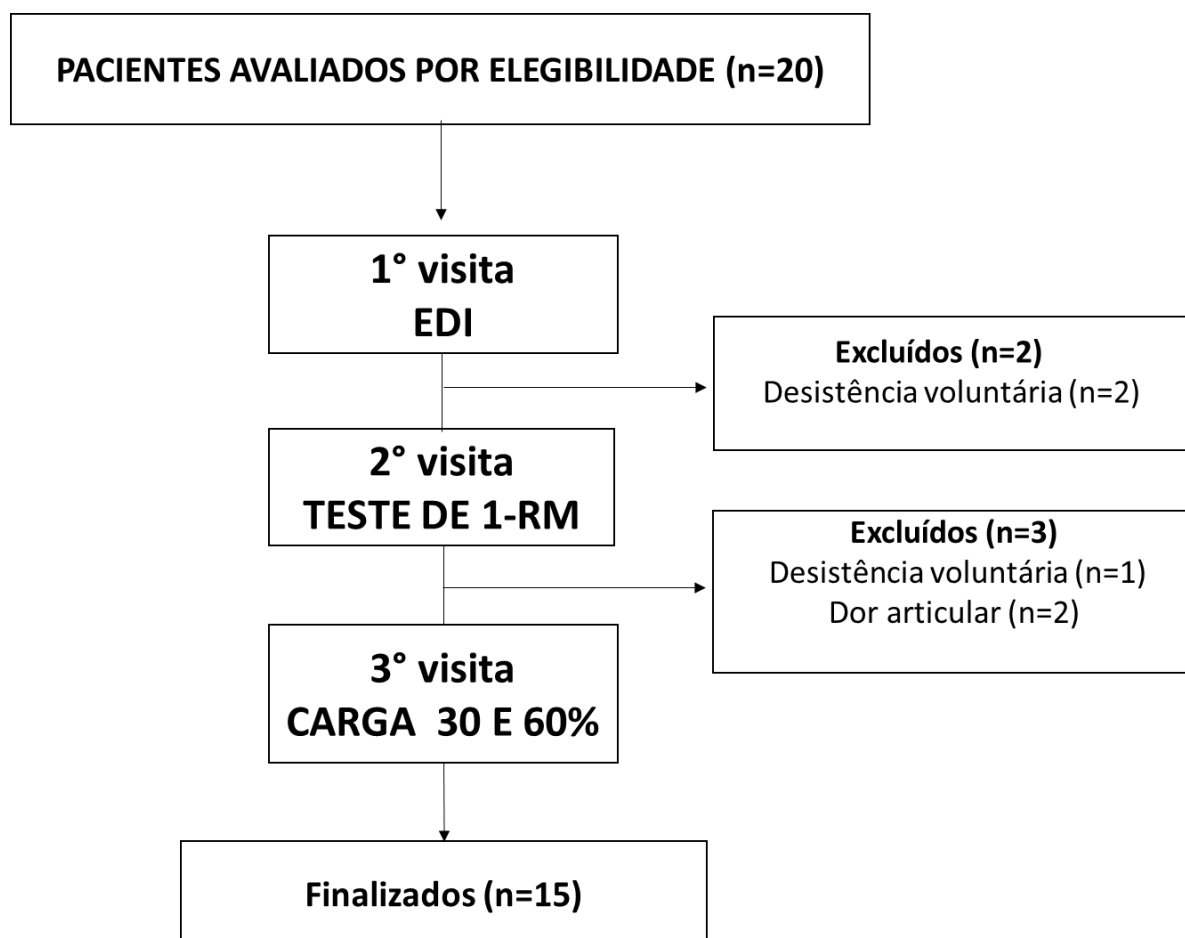 PACIENTES AVALIADOS POR ELEGIBILIDADE (n=20)
1° visita
EDI
Excluídos (n=2)
Desistência voluntária (n=2)
2° visita
TESTE DE 1-RM
Excluídos (n=3)
Desistência voluntária (n=1)
Dor articular (n=2)
3° visita
CARGA 30 E 60%
Finalizados (n=15)